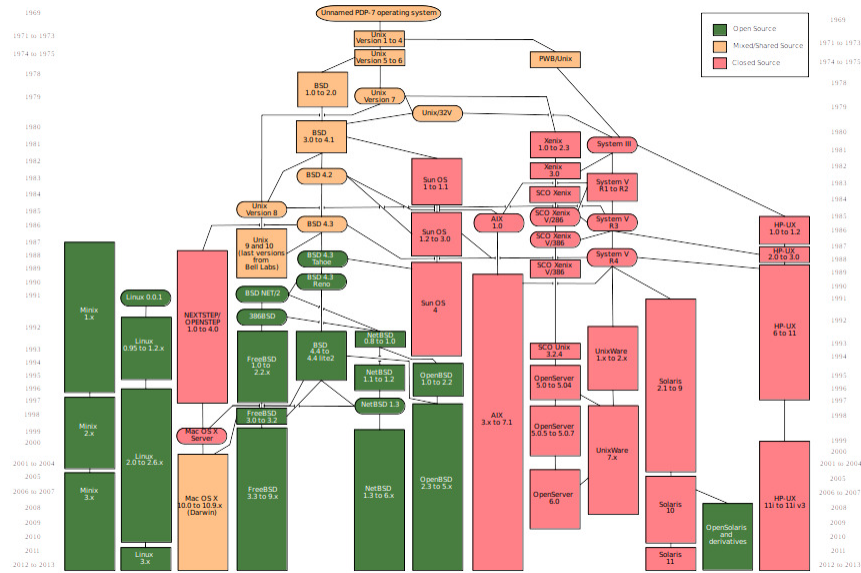 Unnamed PDP-7 operating system
1969
1969
Open Source
Mixed/Shared Source
Closed Source
Unix
Version 1 to 4
1971 to 1973
1971 to 1973
Unix
Version 5 to 6
1974 to 1975
1974 to 1975
PWB/Unix
1978
1978
BSD
1.0 to 2.0
Unix
Version 7
1979
1979
Unix/32V
1980
1980
BSD
3.0 to 4.1
Xenix
1.0 to 2.3
System III
1981
1981
1982
1982
Xenix
3.0
BSD 4.2
Sun OS
1 to 1.1
1983
1983
System V
R1 to R2
SCO Xenix
1984
1984
Unix
Version 8
SCO Xenix
V/286
1985
1985
AIX
1.0
System V
R3
BSD 4.3
1986
1986
HP-UX
1.0 to 1.2
Sun OS
1.2 to 3.0
SCO Xenix
V/386
1987
1987
Unix
9 and 10
(last versions
from
Bell Labs)
HP-UX
2.0 to 3.0
BSD 4.3
Tahoe
System V
R4
1988
1988
SCO Xenix
V/386
1989
1989
BSD 4.3
Reno
1990
1990
BSD NET/2
Linux 0.0.1
1991
1991
Sun OS
4
Minix
1.x
NEXTSTEP/
OPENSTEP
1.0 to 4.0
386BSD
1992
1992
HP-UX
6 to 11
Linux
0.95 to 1.2.x
NetBSD
0.8 to 1.0
BSD
4.4 to
4.4 lite2
SCO Unix
3.2.4
1993
1993
UnixWare
1.x to 2.x
FreeBSD
1.0 to
2.2.x
1994
1994
1995
1995
NetBSD
1.1 to 1.2
OpenBSD
1.0 to 2.2
OpenServer
5.0 to 5.04
Solaris
2.1 to 9
1996
1996
1997
1997
NetBSD 1.3
1998
1998
FreeBSD
3.0 to 3.2
AIX
3.x to 7.1
Minix
2.x
Mac OS X
Server
1999
1999
OpenServer
5.0.5 to 5.0.7
2000
2000
Linux
2.0 to 2.6.x
UnixWare
7.x
2001 to 2004
2001 to 2004
2005
2005
FreeBSD
3.3 to 9.x
NetBSD
1.3 to 6.x
OpenBSD
2.3 to 5.x
Minix
3.x
2006 to 2007
2006 to 2007
Mac OS X
10.0 to 10.9.x
(Darwin)
OpenServer
6.0
Solaris
10
HP-UX
11i to 11i v3
2008
2008
2009
2009
OpenSolaris
and
derivatives
2010
2010
2011
2011
Linux
3.x
Solaris
11
2012 to 2013
2012 to 2013